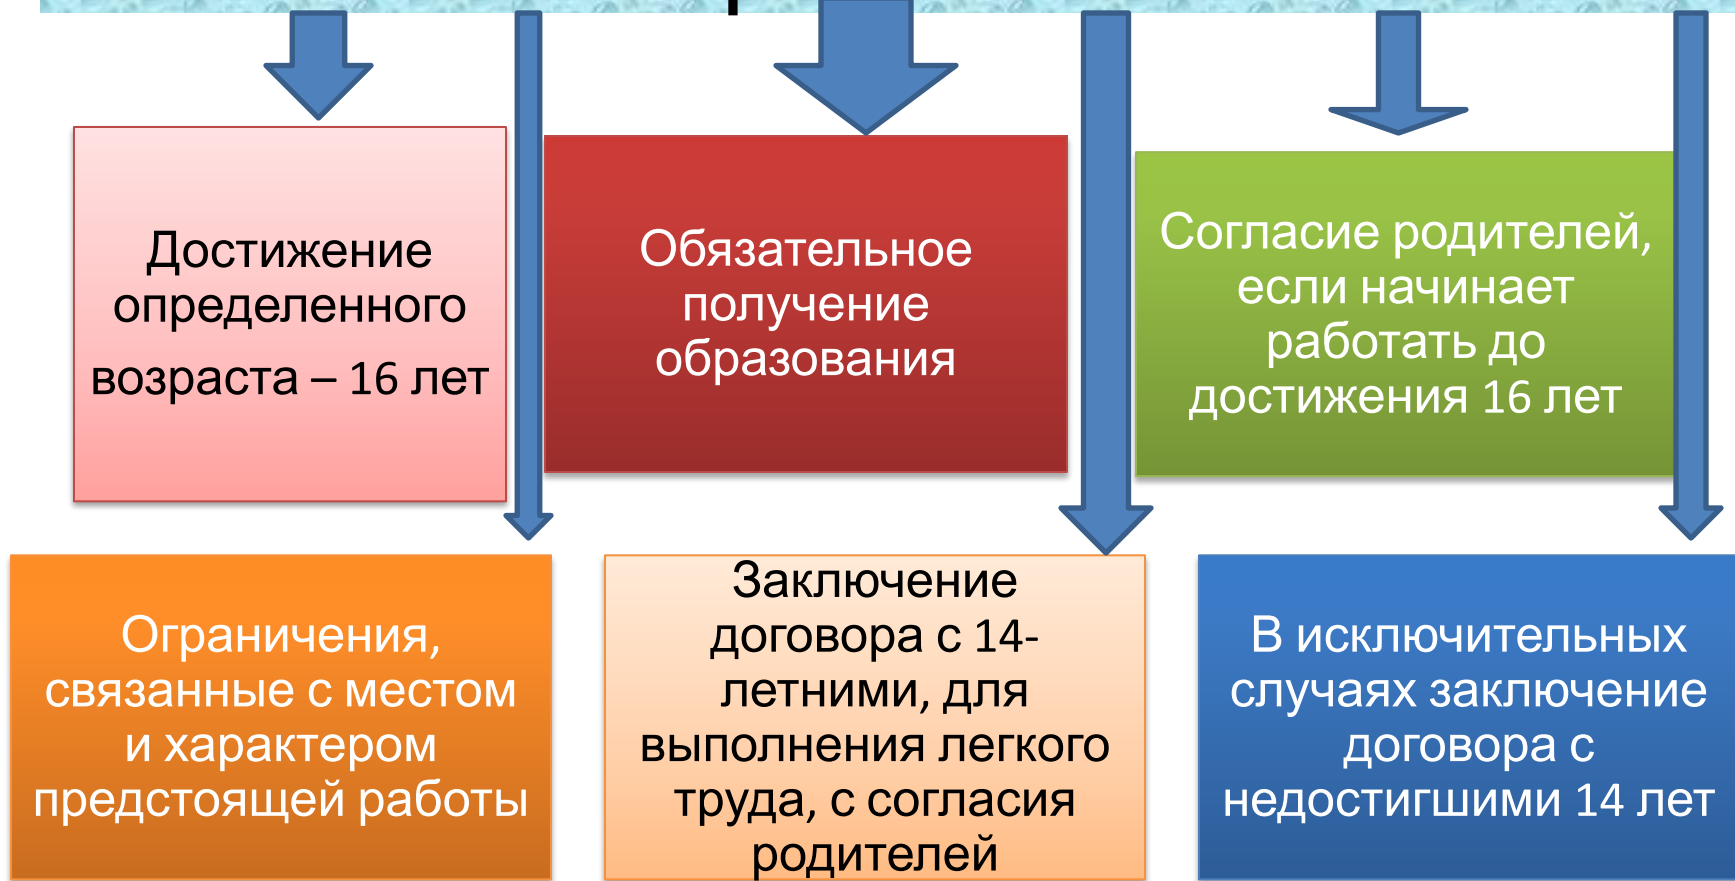 Достижение
определенного
возраста – 16 лет
Обязательное
получение
образования
Согласие родителей,
если начинает
работать до
достижения 16 лет
Ограничения,
связанные с местом
и характером
предстоящей работы
Заключение
договора с 14-
летними, для
выполнения легкого
труда, с согласия
родителей
В исключительных
случаях заключение
договора с
недостигшими 14 лет